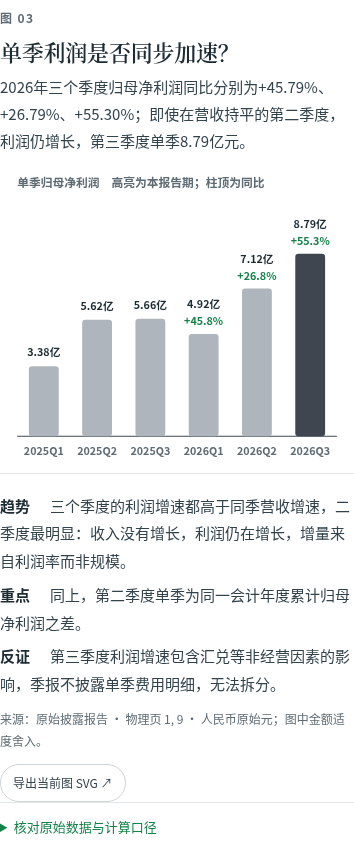 图 03
单季利润是否同步加速？
2026年三个季度归母净利润同比分别为+45.79%、
+26.79%、+55.30%；即使在营收持平的第二季度，
利润仍增长，第三季度单季8.79亿元。
单季归母净利润 高亮为本报告期；柱顶为同比
8.79亿
+55.3%
7.12亿
+26.8%
5.62亿
5.66亿
4.92亿
+45.8%
3.38亿
2025Q1 2025Q2 2025Q3 2026Q1 2026Q2 2026Q3
趋势 三个季度的利润增速都高于同季营收增速，二
季度最明显：收入没有增长，利润仍在增长，增量来
自利润率而非规模。
重点 同上，第二季度单季为同一会计年度累计归母
净利润之差。
反证 第三季度利润增速包含汇兑等非经营因素的影
响，季报不披露单季费用明细，无法拆分。
来源：原始披露报告 · 物理页 1, 9 · 人民币原始元；图中金额适
度舍入。
导出当前图 SVG ↗
▶ 核对原始数据与计算口径